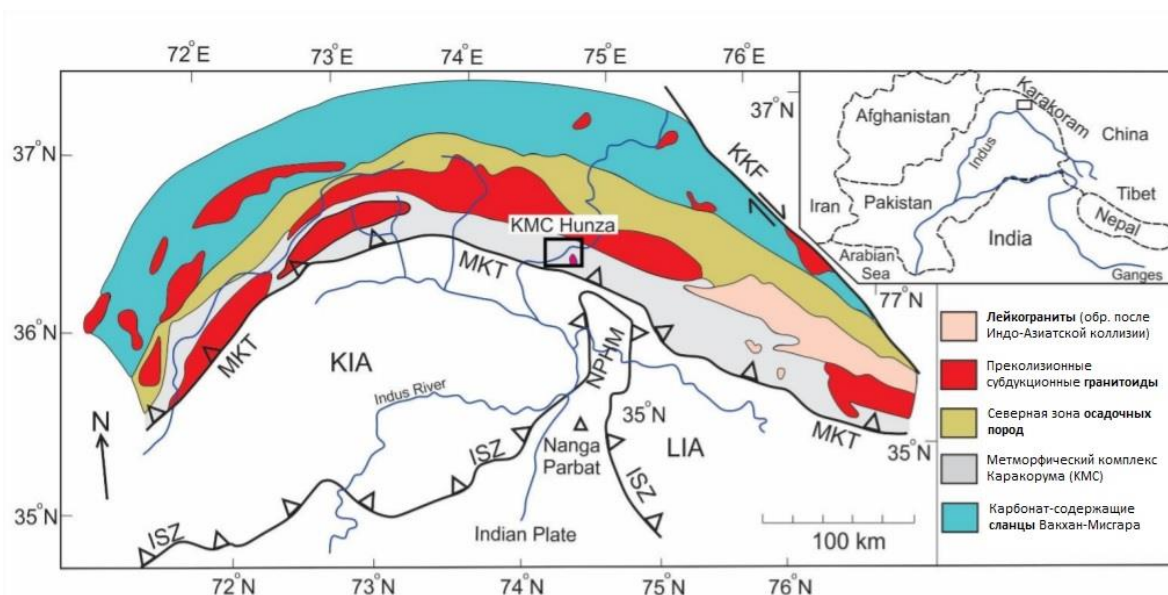 72°E
73°E
74°E
75°E
76°E
37°N
36°N
35°N
37°N
77°N
35°N
35°N
72°N
73°N
74°N
75°N
76°N
KKF
KMC Hunza
MKT
MKT
MKT
KIA
LIA
NPHM
Indus River
ISZ
ISZ
ISZ
Nanga
Parbat
Indian Plate
N
100 km
Afghanistan
Karakoram
China
Indus
Iran
Pakistan
Tibet
Nepal
India
Arabian
Sea
Ganges
Лейкограниты (обр. после
Индо-Азиатской коллизии)
Преколизионные
субдукционные гранитоиды
Северная зона осадочных
пород
Метморфический комплекс
Каракорума (КМС)
Карбонат-содержащие
сланцы Вакхан-Мисгара